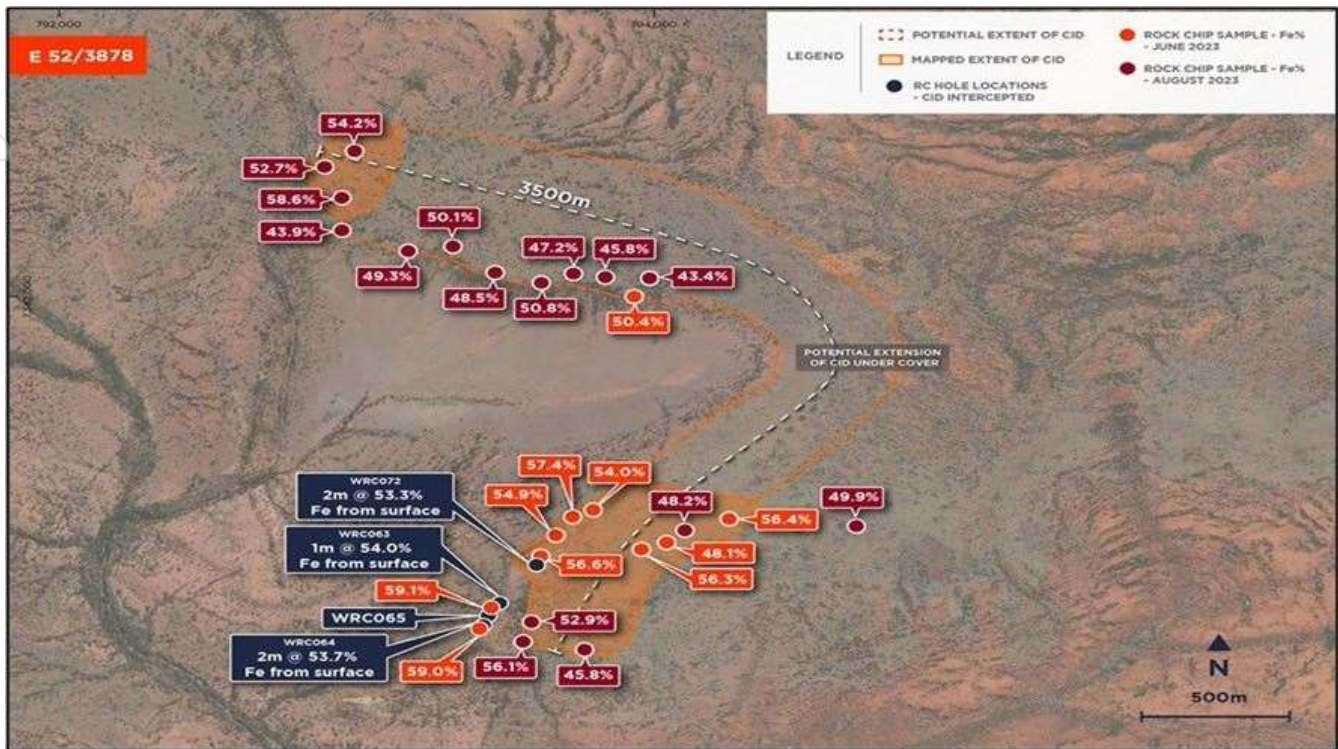 792,000
794,000
E 52/3878
LEGEND
POTENTIAL EXTENT OF CID
MAPPED EXTENT OF CID
RC HOLE LOCATIONS
- CID INTERCEPTED
ROCK CHIP SAMPLE - Fe%
- JUNE 2023
ROCK CHIP SAMPLE - Fe%
- AUGUST 2023
54.2%
52.7%
58.6%
43.9%
3500m
50.1%
49.3%
48.5%
47.2%
45.8%
43.4%
50.8%
50.4%
POTENTIAL EXTENSION
OF CID UNDER COVER
57.4%
54.0%
54.9%
48.2%
49.9%
56.4%
WRC072
2m @ 53.3%
Fe from surface
56.6%
48.1%
56.3%
WRC063
1m @ 54.0%
Fe from surface
59.1%
WRC065
52.9%
WRC064
2m @ 53.7%
Fe from surface
59.0%
56.1%
45.8%
N
500m